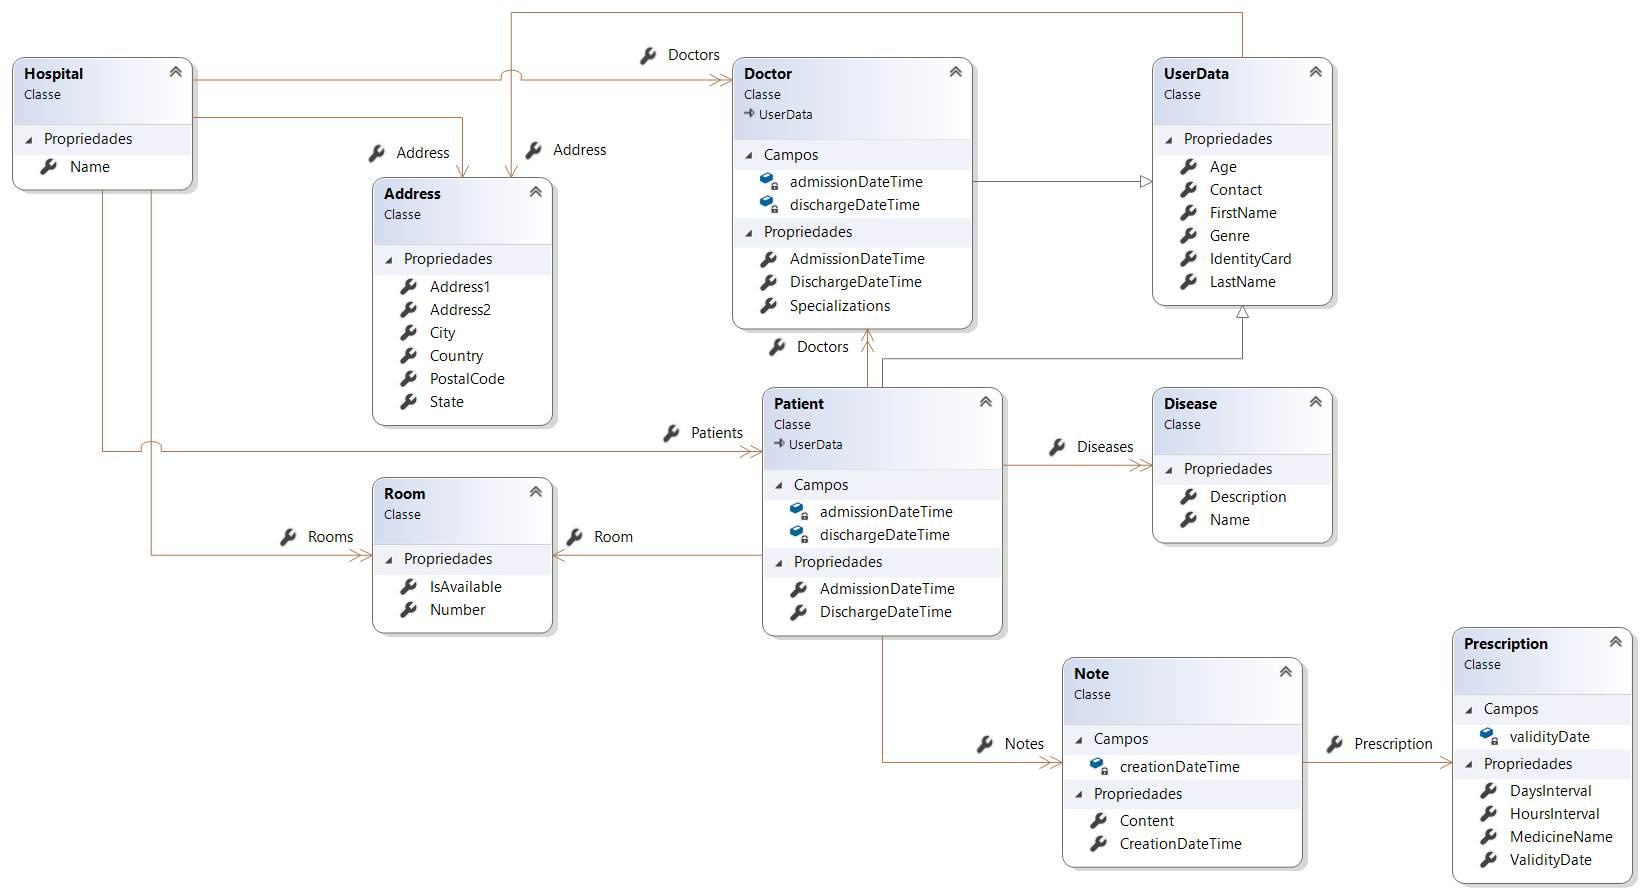 Hospital
Classe
Propriedades
Name
Doctors
Address
Address
Address
Classe
Propriedades
Address1
Address2
City
Country
PostalCode
State
Doctor
Classe
UserData
Campos
admissionDateTime
dischargeDateTime
Propriedades
AdmissionDateTime
DischargeDateTime
Specializations
UserData
Classe
Propriedades
Age
Contact
FirstName
Genre
IdentityCard
LastName
Doctors
Patients
Patient
Classe
UserData
Campos
admissionDateTime
dischargeDateTime
Propriedades
AdmissionDateTime
DischargeDateTime
Diseases
Disease
Classe
Propriedades
Description
Name
Rooms
Room
Classe
Propriedades
IsAvailable
Number
Room
Notes
Note
Classe
Campos
creationDateTime
Propriedades
Content
CreationDateTime
Prescription
Prescription
Classe
Campos
validityDate
Propriedades
DaysInterval
HoursInterval
MedicineName
ValidityDate